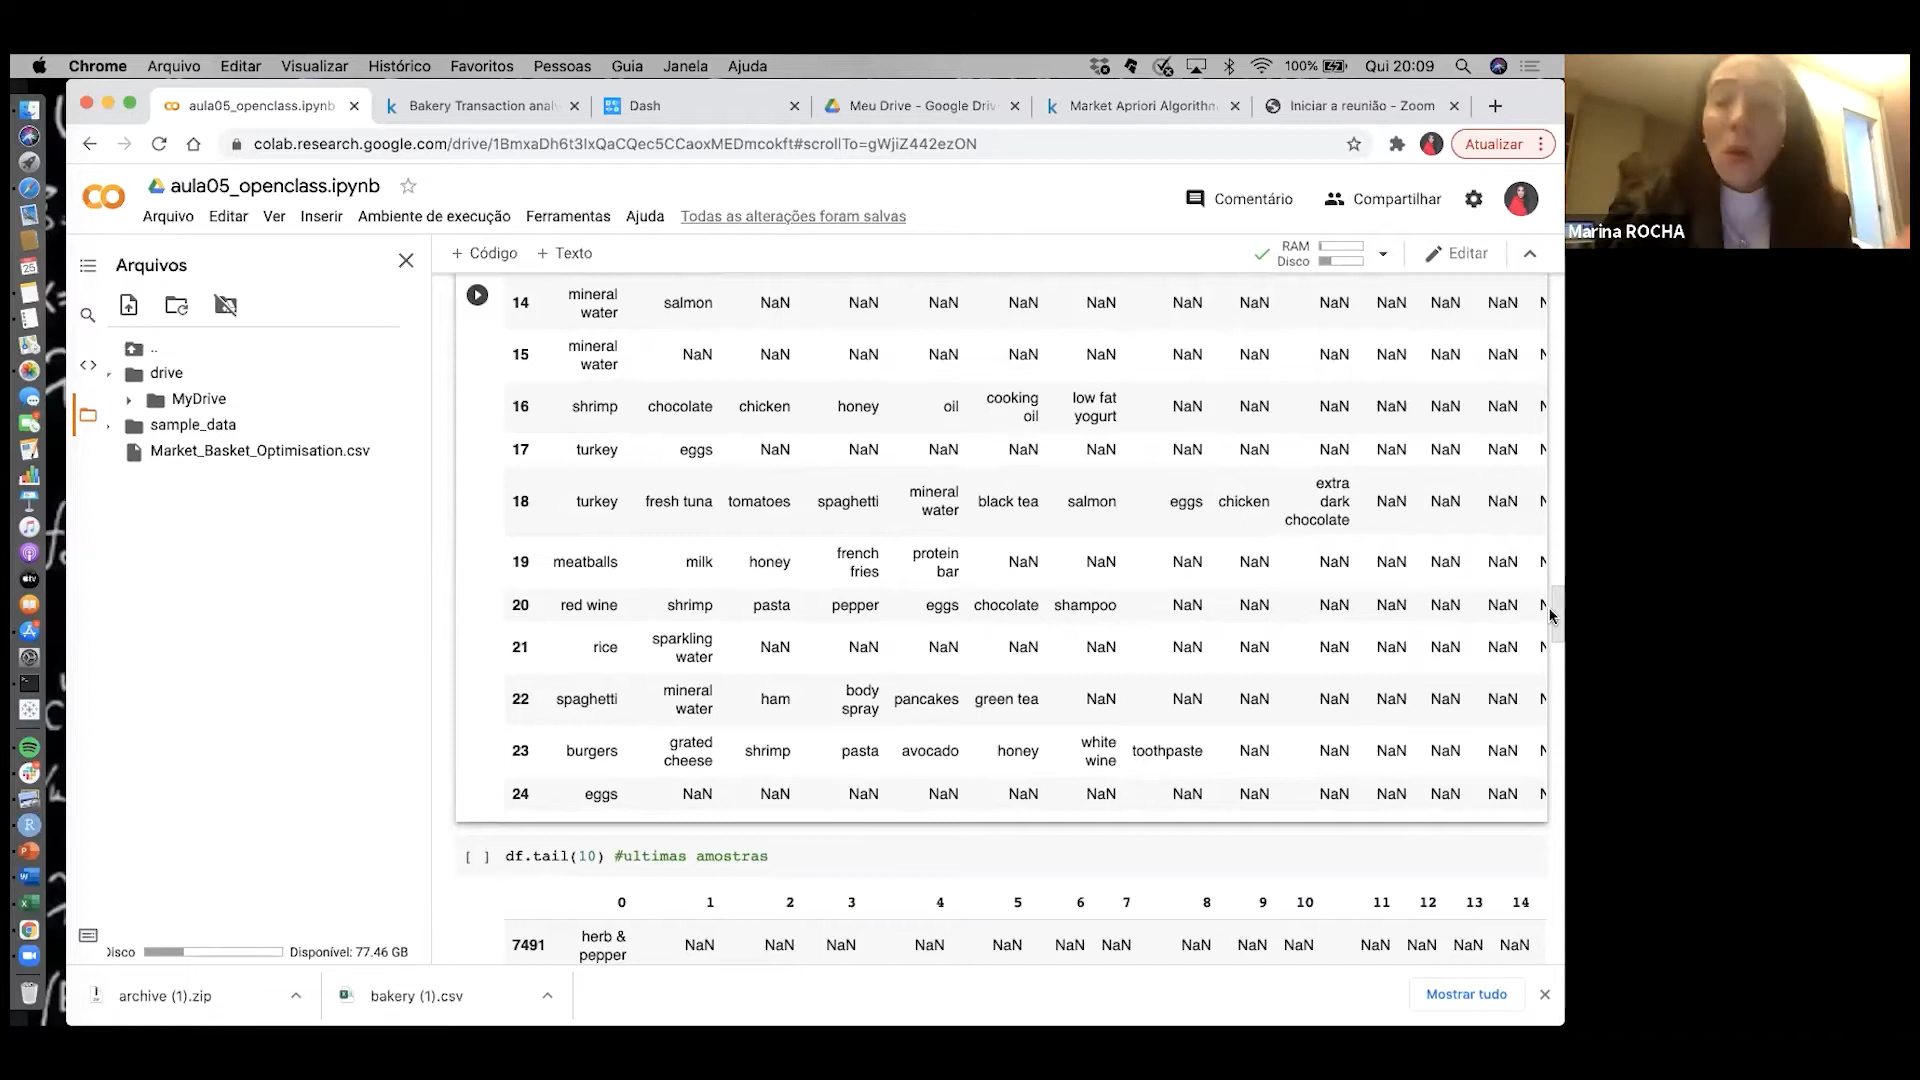 Chrome Arquivo Editar Visualizar Histórico Favoritos Pessoas Guia Janela Ajuda 100% Qui 20:09
aula05_openclass.ipynb Bakery Transaction anal Dash Meu Drive - Google Driv Market Apriori Algorithm Iniciar a reunião - Zoom
colab.research.google.com/drive/1BmxaDh6t3IxQaCQec5CCaoxMEDmcokft#scrollTo=gWjiZ442ezON Atualizar
aula05_openclass.ipynb
Comentário Compartilhar
Arquivo Editar Ver Inserir Ambiente de execução Ferramentas Ajuda Todas as alterações foram salvas
Marina ROCHA
Arquivos
+ Código + Texto
RAM
Disco
Editar
..
drive
MyDrive
sample_data
Market_Basket_Optimisation.csv
Disco Disponível: 77.46 GB
14 mineral water salmon NaN NaN NaN NaN NaN NaN NaN NaN NaN NaN NaN N
15 mineral water NaN NaN NaN NaN NaN NaN NaN NaN NaN NaN NaN NaN N
16 shrimp chocolate chicken honey oil cooking oil low fat yogurt NaN NaN NaN NaN NaN NaN N
17 turkey eggs NaN NaN NaN NaN NaN NaN NaN NaN NaN NaN NaN N
18 turkey fresh tuna tomatoes spaghetti mineral water black tea salmon eggs chicken extra dark chocolate NaN NaN NaN N
19 meatballs milk honey french fries protein bar NaN NaN NaN NaN NaN NaN NaN NaN N
20 red wine shrimp pasta pepper eggs chocolate shampoo NaN NaN NaN NaN NaN NaN N
21 rice sparkling water NaN NaN NaN NaN NaN NaN NaN NaN NaN NaN NaN N
22 spaghetti mineral water ham body spray pancakes green tea NaN NaN NaN NaN NaN NaN NaN N
23 burgers grated cheese shrimp pasta avocado honey white wine toothpaste NaN NaN NaN NaN NaN N
24 eggs NaN NaN NaN NaN NaN NaN NaN NaN NaN NaN NaN NaN N
[ ] df.tail(10) #ultimas amostras
0 1 2 3 4 5 6 7 8 9 10 11 12 13 14
7491 herb & pepper NaN NaN NaN NaN NaN NaN NaN NaN NaN NaN NaN NaN NaN NaN
archive (1).zip bakery (1).csv Mostrar tudo